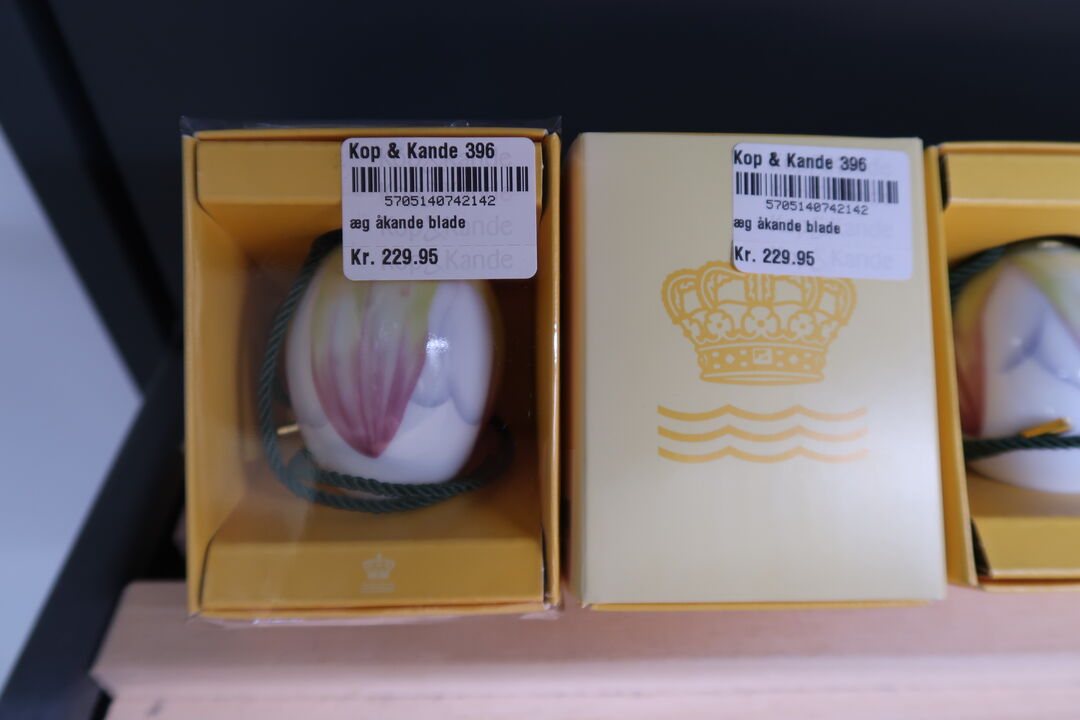 Kop & Kande 396
5705140742142
æg åkande blade
Kr. 229.95
Kop & Kande 396
5705140742142
æg åkande blade
Kr. 229.95